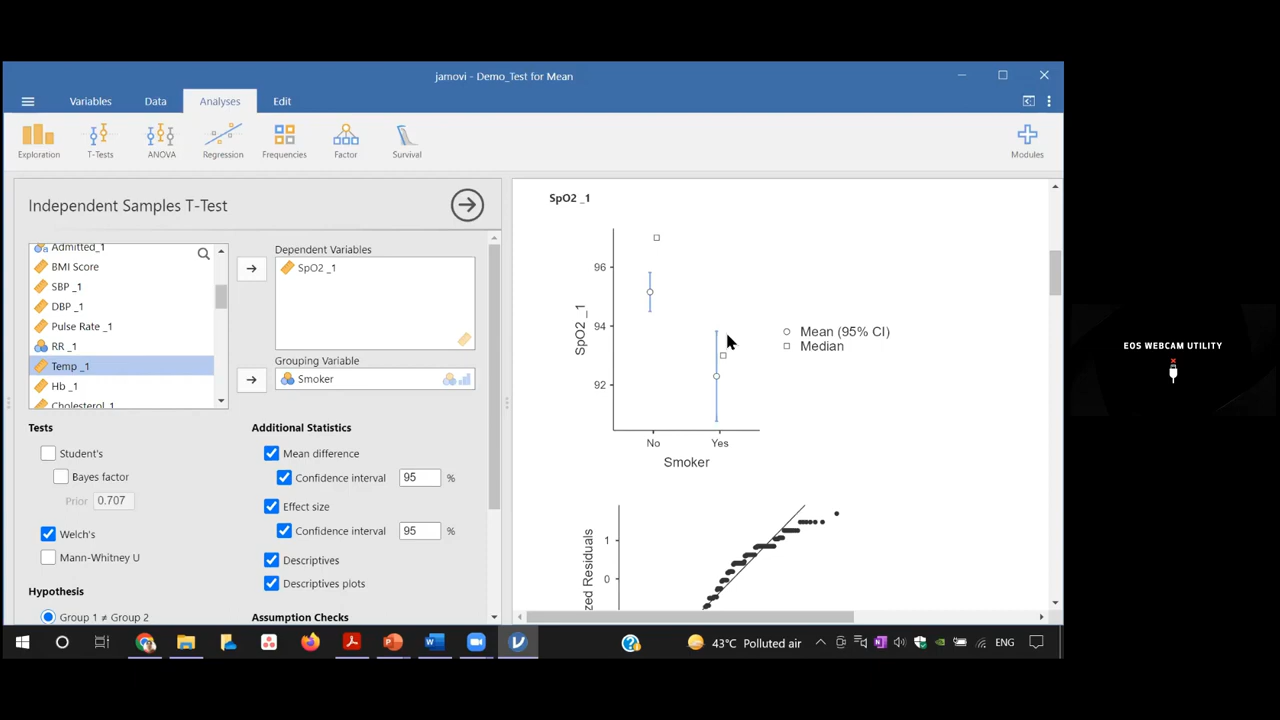 jamovi - Demo_Test for Mean
Variables
Data
Analyses
Edit
Exploration
T-Tests
ANOVA
Regression
Frequencies
Factor
Survival
Modules
Independent Samples T-Test
Admitted_1
BMI Score
SBP _1
DBP _1
Pulse Rate _1
RR _1
Temp _1
Hb _1
Cholesterol_1
Dependent Variables
SpO2 _1
Grouping Variable
Smoker
Tests
Student's
Bayes factor
Prior 0.707
Welch's
Mann-Whitney U
Hypothesis
Group 1 ≠ Group 2
Additional Statistics
Mean difference
Confidence interval 95 %
Effect size
Confidence interval 95 %
Descriptives
Descriptives plots
Assumption Checks
SpO2 _1
96
94
92
SpO2 _1
No
Yes
Smoker
Mean (95% CI)
Median
1
0
zed Residuals
EOS WEBCAM UTILITY
43°C Polluted air
ENG